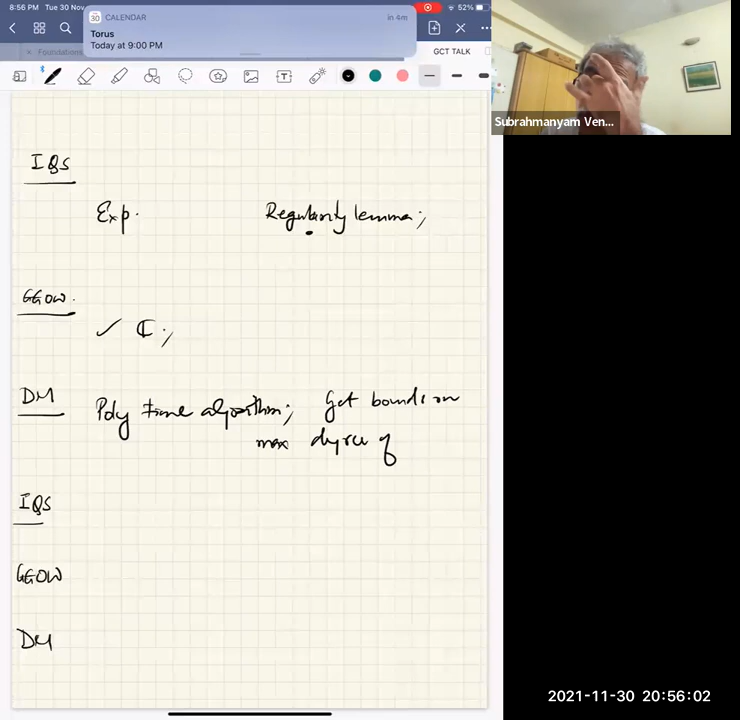 8:56 PM Tue 30 Nov
52%
30 CALENDAR in 4m
Torus
Today at 9:00 PM
Foundations
GCT TALK
Subrahmanyam Ven...
IQS
Exp. Regularity lemma;
GGOW.
✓ ℂ;
DM Poly time algorithm; Get bounds on
max degree of
IQS
GGOW
DM
2021-11-30 20:56:02